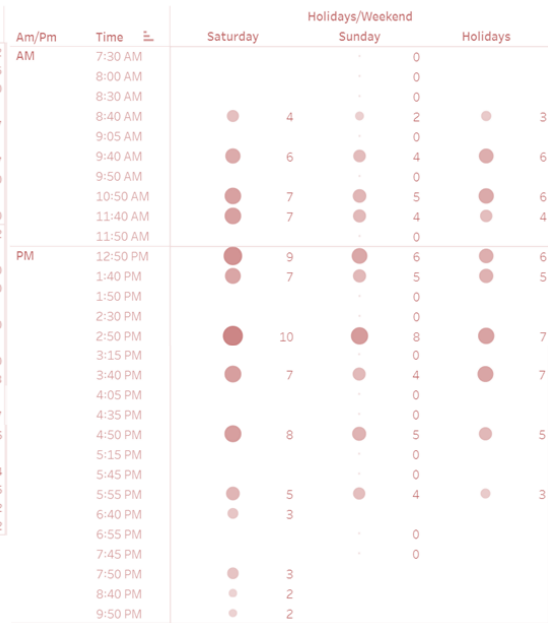 Holidays/Weekend
Am/Pm Time Saturday Sunday Holidays
AM 7:30 AM 0
8:00 AM 0
8:30 AM 0
8:40 AM 4 2 3
9:05 AM 0
9:40 AM 6 4 6
9:50 AM 0
10:50 AM 7 5 6
11:40 AM 7 4 4
11:50 AM 0
PM 12:50 PM 9 6 6
1:40 PM 7 5 5
1:50 PM 0
2:30 PM 0
2:50 PM 10 8 7
3:15 PM 0
3:40 PM 7 4 7
4:05 PM 0
4:35 PM 0
4:50 PM 8 5 5
5:15 PM 0
5:45 PM 0
5:55 PM 5 4 3
6:40 PM 3
6:55 PM 0
7:45 PM 0
7:50 PM 3
8:40 PM 2
9:50 PM 2